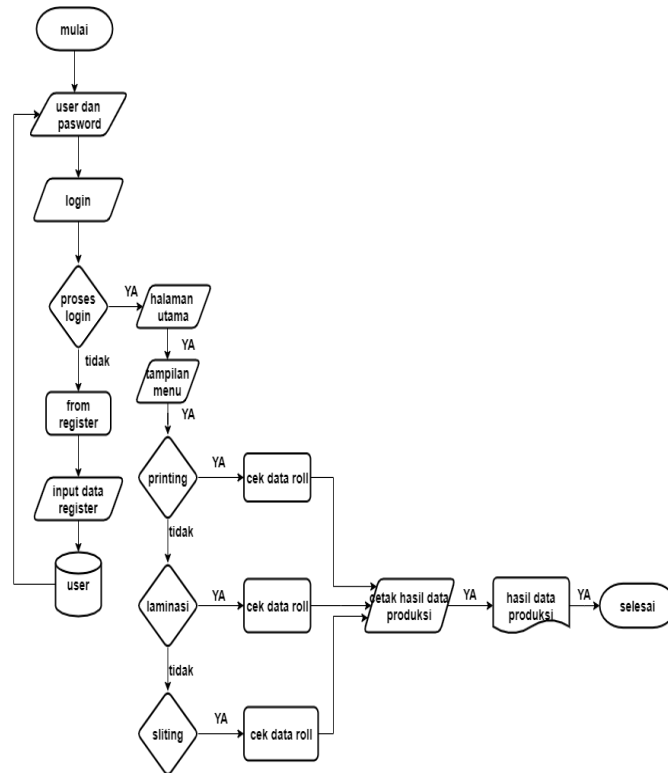 mulai
user dan
pasword
login
proses
login
YA
halaman
utama
YA
tidak
tampilan
menu
YA
from
register
printing
YA
cek data roll
input data
register
tidak
user
laminasi
YA
cek data roll
cetak hasil data
produksi
YA
hasil data
produksi
YA
selesai
tidak
sliting
YA
cek data roll